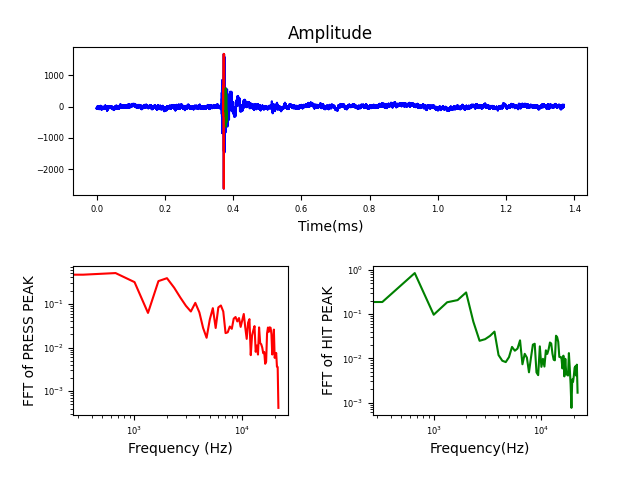 Amplitude
1000
0
−1000
−2000
0.0 0.2 0.4 0.6 0.8 1.0 1.2 1.4
Time(ms)
FFT of PRESS PEAK
10⁻¹
10⁻²
10⁻³
10³ 10⁴
Frequency (Hz)
FFT of HIT PEAK
10⁰
10⁻¹
10⁻²
10⁻³
10³ 10⁴
Frequency(Hz)